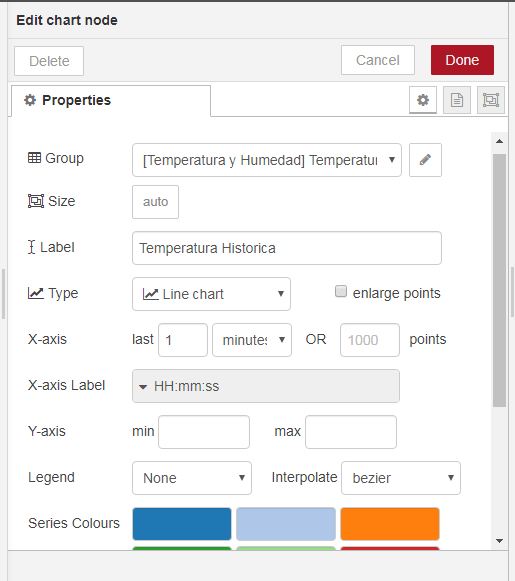 Edit chart node
Delete
Cancel
Done
Properties
Group
[Temperatura y Humedad] Temperatur
Size
auto
Label
Temperatura Historica
Type
Line chart
enlarge points
X-axis
last
1
minutes
OR
1000
points
X-axis Label
HH:mm:ss
Y-axis
min
max
Legend
None
Interpolate
bezier
Series Colours